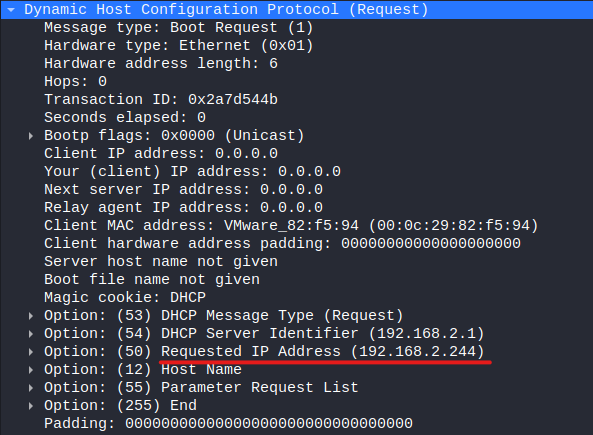 Dynamic Host Configuration Protocol (Request)
Message type: Boot Request (1)
Hardware type: Ethernet (0x01)
Hardware address length: 6
Hops: 0
Transaction ID: 0x2a7d544b
Seconds elapsed: 0
Bootp flags: 0x0000 (Unicast)
Client IP address: 0.0.0.0
Your (client) IP address: 0.0.0.0
Next server IP address: 0.0.0.0
Relay agent IP address: 0.0.0.0
Client MAC address: VMware_82:f5:94 (00:0c:29:82:f5:94)
Client hardware address padding: 00000000000000000000
Server host name not given
Boot file name not given
Magic cookie: DHCP
Option: (53) DHCP Message Type (Request)
Option: (54) DHCP Server Identifier (192.168.2.1)
Option: (50) Requested IP Address (192.168.2.244)
Option: (12) Host Name
Option: (55) Parameter Request List
Option: (255) End
Padding: 00000000000000000000000000000000